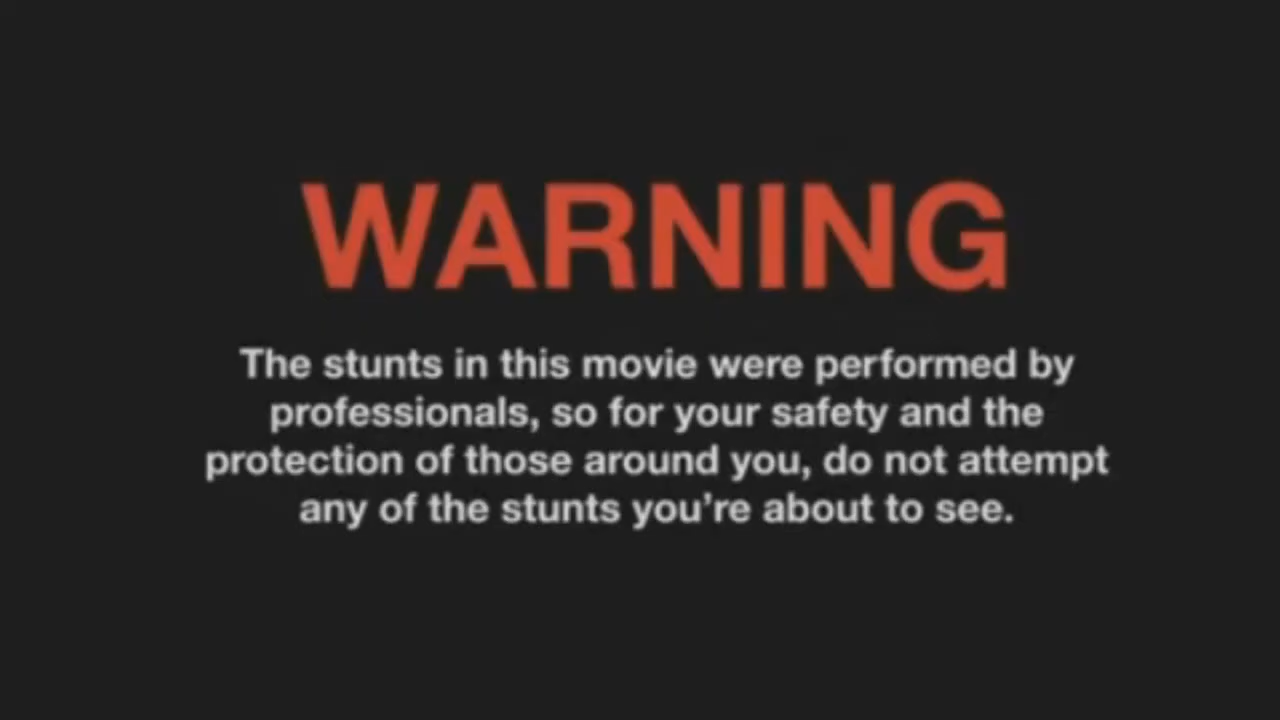 WARNING
The stunts in this movie were performed by
professionals, so for your safety and the
protection of those around you, do not attempt
any of the stunts you’re about to see.